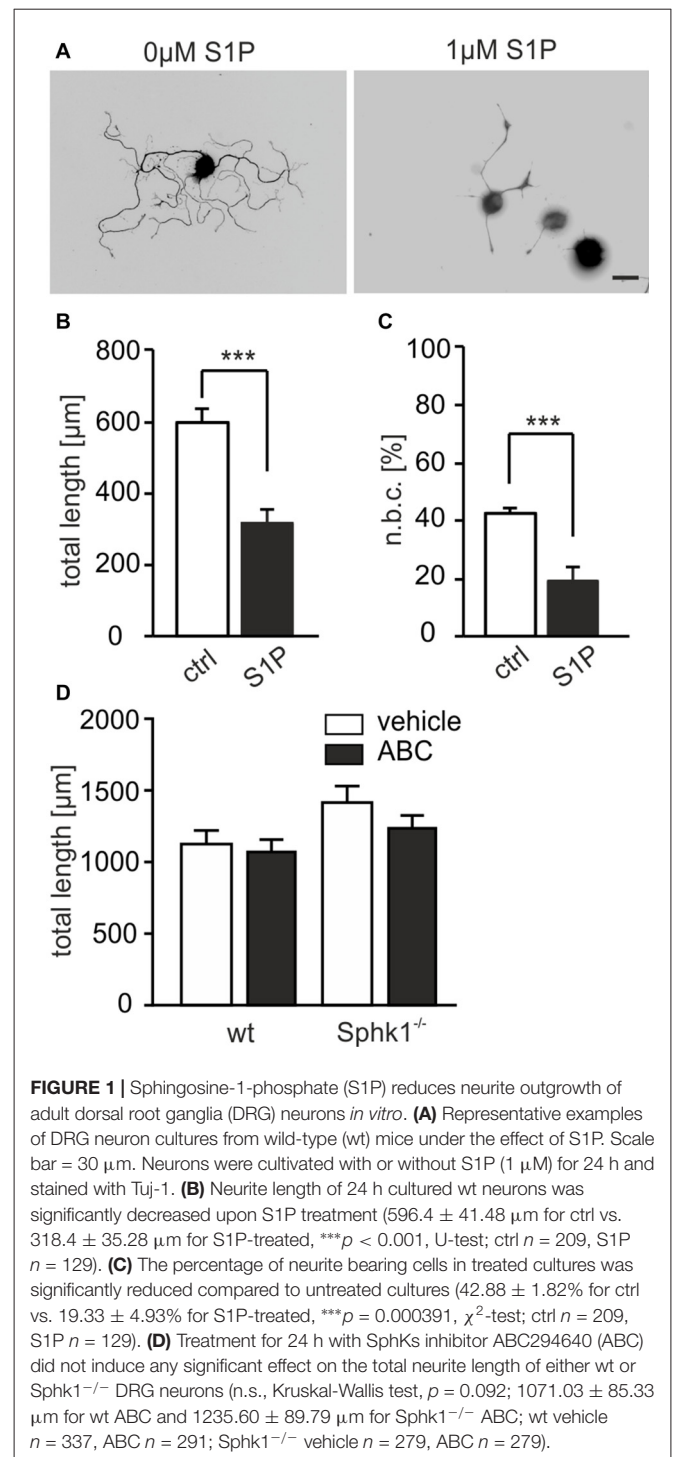 A
0µM S1P
1µM S1P
B
C
800
600
400
200
0
total length [µm]
***
ctrl
S1P
100
80
60
40
20
0
n.b.c. [%]
***
ctrl
S1P
D
2000
1500
1000
500
0
total length [µm]
vehicle
ABC
wt
Sphk1-/-
FIGURE 1 | Sphingosine-1-phosphate (S1P) reduces neurite outgrowth of
adult dorsal root ganglia (DRG) neurons in vitro. (A) Representative examples
of DRG neuron cultures from wild-type (wt) mice under the effect of S1P. Scale
bar = 30 µm. Neurons were cultivated with or without S1P (1 µM) for 24 h and
stained with Tuj-1. (B) Neurite length of 24 h cultured wt neurons was
significantly decreased upon S1P treatment (596.4 ± 41.48 µm for ctrl vs.
318.4 ± 35.28 µm for S1P-treated, ***p < 0.001, U-test; ctrl n = 209, S1P
n = 129). (C) The percentage of neurite bearing cells in treated cultures was
significantly reduced compared to untreated cultures (42.88 ± 1.82% for ctrl
vs. 19.33 ± 4.93% for S1P-treated, ***p = 0.000391, χ²-test; ctrl n = 209,
S1P n = 129). (D) Treatment for 24 h with SphKs inhibitor ABC294640 (ABC)
did not induce any significant effect on the total neurite length of either wt or
Sphk1−/− DRG neurons (n.s., Kruskal-Wallis test, p = 0.092; 1071.03 ± 85.33
µm for wt ABC and 1235.60 ± 89.79 µm for Sphk1−/− ABC; wt vehicle
n = 337, ABC n = 291; Sphk1−/− vehicle n = 279, ABC n = 279).